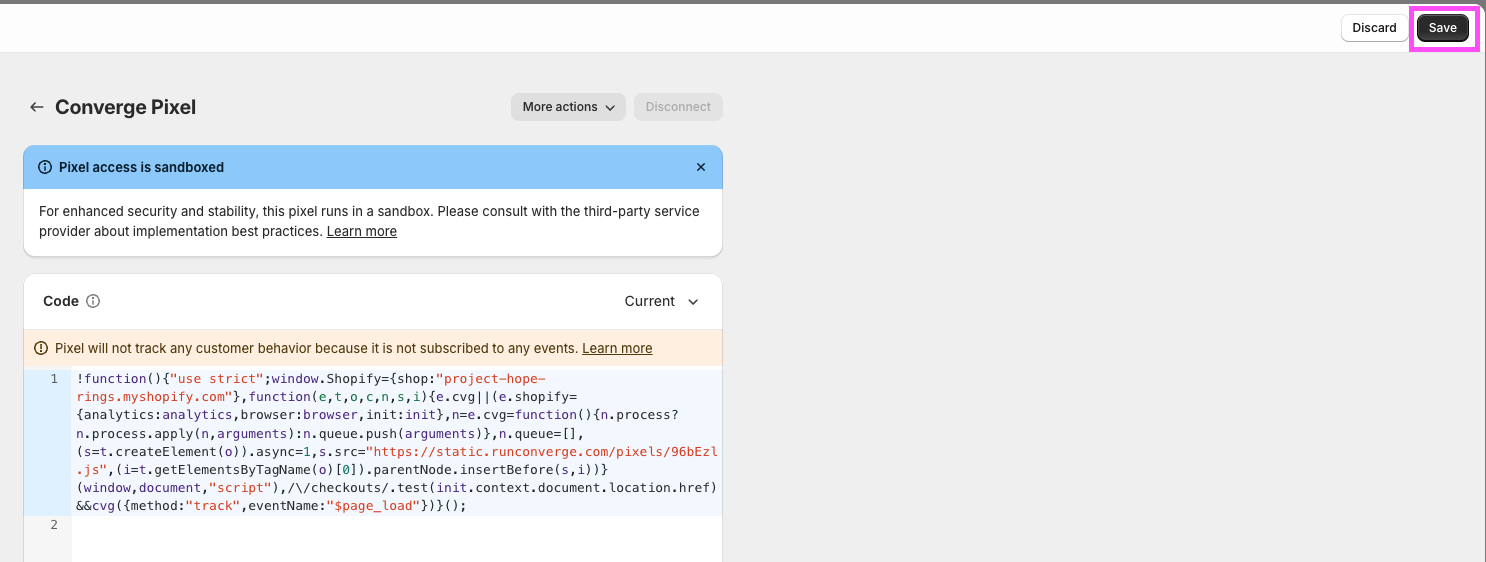 Discard
Save
Converge Pixel
More actions
Disconnect
Pixel access is sandboxed
For enhanced security and stability, this pixel runs in a sandbox. Please consult with the third-party service
provider about implementation best practices. Learn more
Code
Current
Pixel will not track any customer behavior because it is not subscribed to any events. Learn more
1
!function(){"use strict";window.Shopify={shop:"project-hope-
rings.myshopify.com"},function(e,t,o,c,n,s,i){e.cvg||(e.shopify=
{analytics:analytics,browser:browser,init:init},n=e.cvg=function(){n.process?
n.process.apply(n,arguments):n.queue.push(arguments)},n.queue=[],
(s=t.createElement(o)).async=1,s.src="https://static.runconverge.com/pixels/96bEzl
.js",(i=t.getElementsByTagName(o)[0]).parentNode.insertBefore(s,i))}
(window,document,"script"),/\/checkouts/.test(init.context.document.location.href)
&&cvg({method:"track",eventName:"$page_load"})}();
2